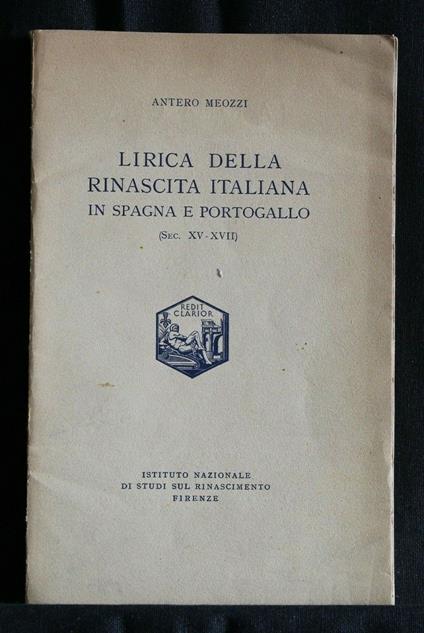 ANTERO MEOZZI
LIRICA DELLA
RINASCITA ITALIANA
IN SPAGNA E PORTOGALLO
(SEC. XV-XVII)
REDIT
CLARIOR
ISTITUTO NAZIONALE
DI STUDI SUL RINASCIMENTO
FIRENZE